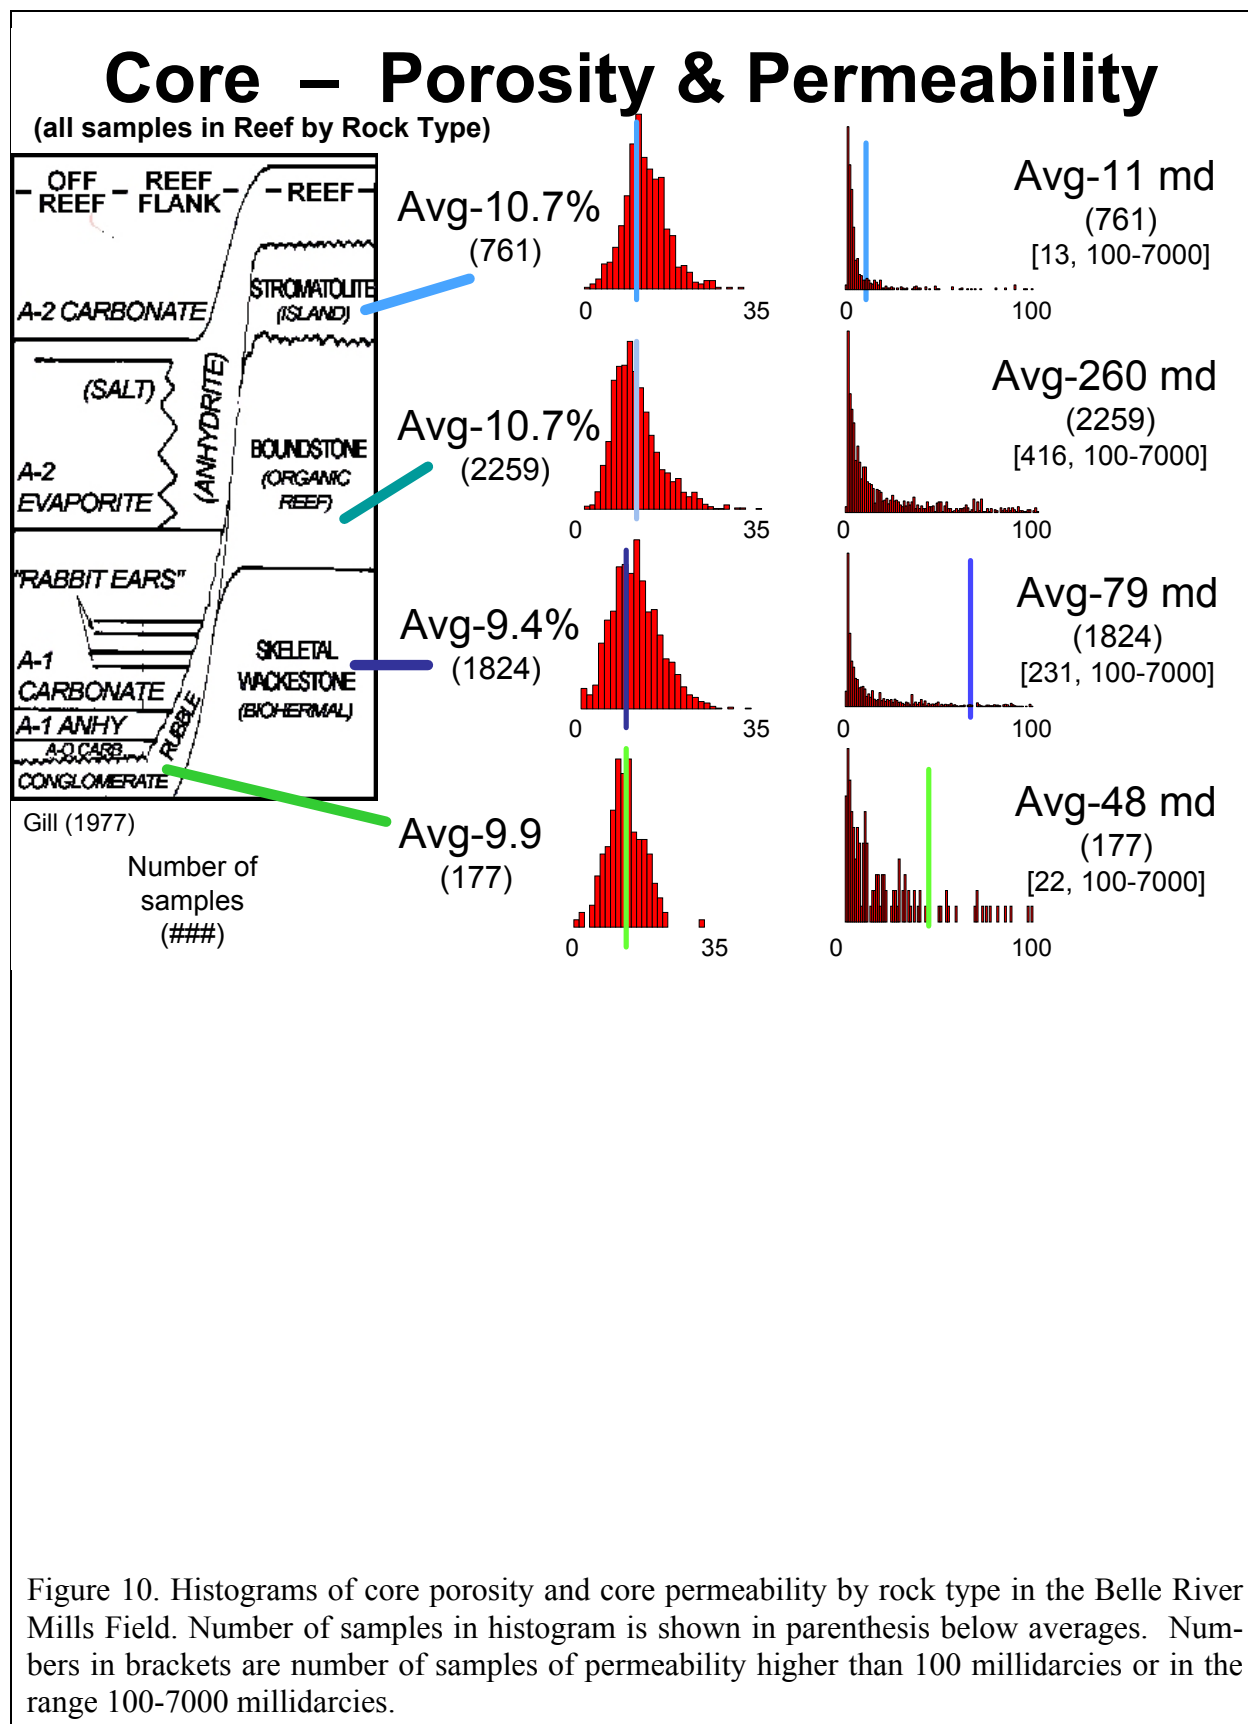 Core – Porosity & Permeability
(all samples in Reef by Rock Type)
OFF REEF
REEF FLANK
REEF
A-2 CARBONATE
STROMATOLITE
(ISLAND)
(SALT)
(ANHYDRITE)
A-2
EVAPORITE
BOUNDSTONE
(ORGANIC
REEF)
"RABBIT EARS"
A-1
CARBONATE
SKELETAL
WACKESTONE
(BIOHERMAL)
A-1 ANHY
RUBBLE
A-O CARB.
CONGLOMERATE
Gill (1977)
Number of
samples
(###)
Avg-10.7%
(761)
0 35
Avg-11 md
(761)
[13, 100-7000]
0 100
Avg-10.7%
(2259)
0 35
Avg-260 md
(2259)
[416, 100-7000]
0 100
Avg-9.4%
(1824)
0 35
Avg-79 md
(1824)
[231, 100-7000]
0 100
Avg-9.9
(177)
0 35
Avg-48 md
(177)
[22, 100-7000]
0 100
Figure 10. Histograms of core porosity and core permeability by rock type in the Belle River
Mills Field. Number of samples in histogram is shown in parenthesis below averages. Num-
bers in brackets are number of samples of permeability higher than 100 millidarcies or in the
range 100-7000 millidarcies.